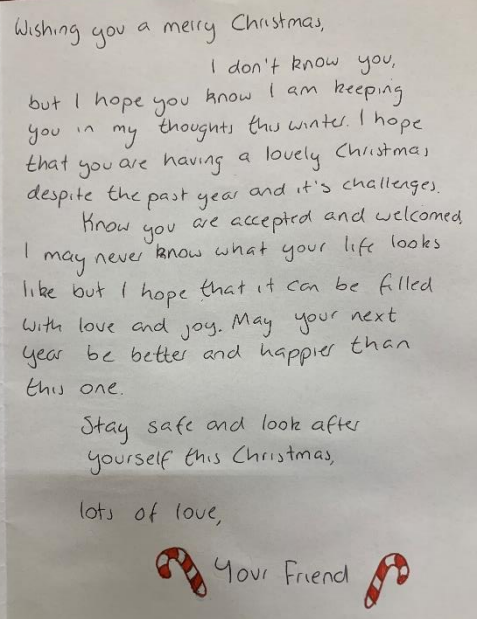 Wishing you a merry Christmas,
I don't know you,
but I hope you know I am keeping
you in my thoughts this winter. I hope
that you are having a lovely Christmas
despite the past year and it's challenges.
Know you are accepted and welcomed.
I may never know what your life looks
like but I hope that it can be filled
with love and joy. May your next
year be better and happier than
this one.
Stay safe and look after
yourself this Christmas,
lots of love,
Your Friend